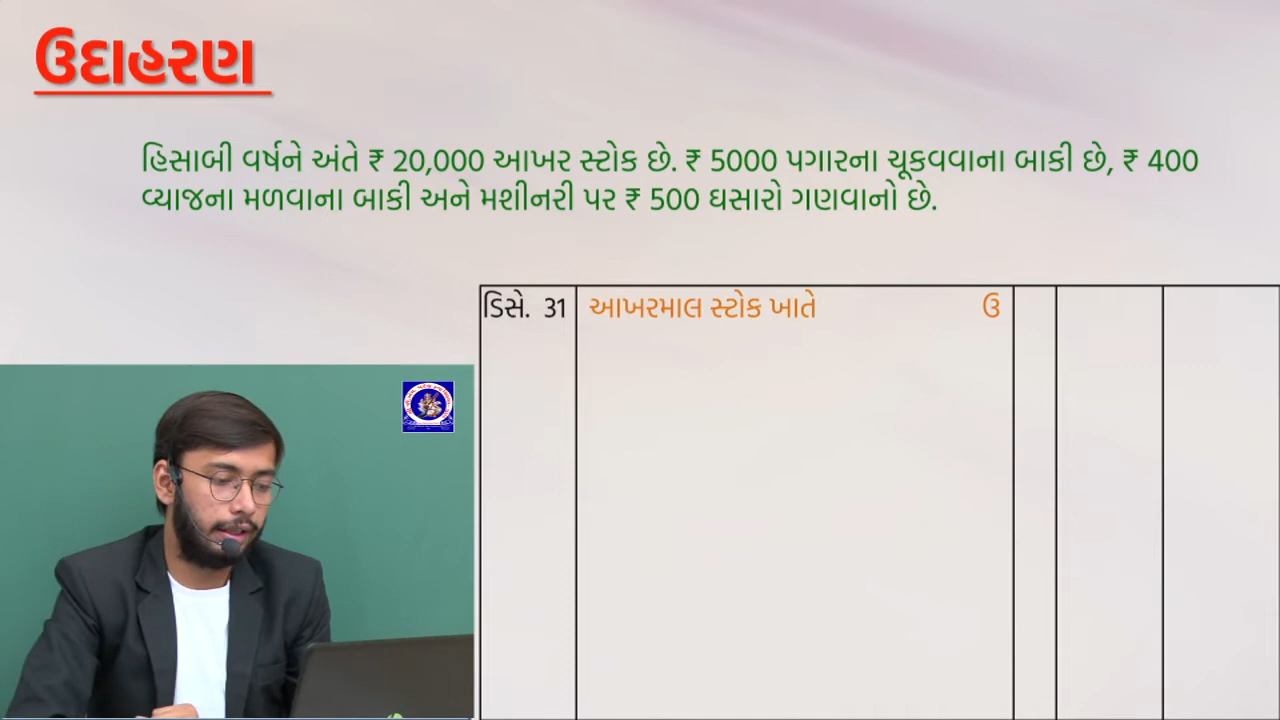 ઉદાહરણ
હિસાબી વર્ષને અંતે ₹ 20,000 આખર સ્ટોક છે. ₹ 5000 પગારના ચૂકવવાના બાકી છે, ₹ 400
વ્યાજના મળવાના બાકી અને મશીનરી પર ₹ 500 ઘસારો ગણવાનો છે.
ડિસે. 31 આખરમાલ સ્ટોક ખાતે ઉ